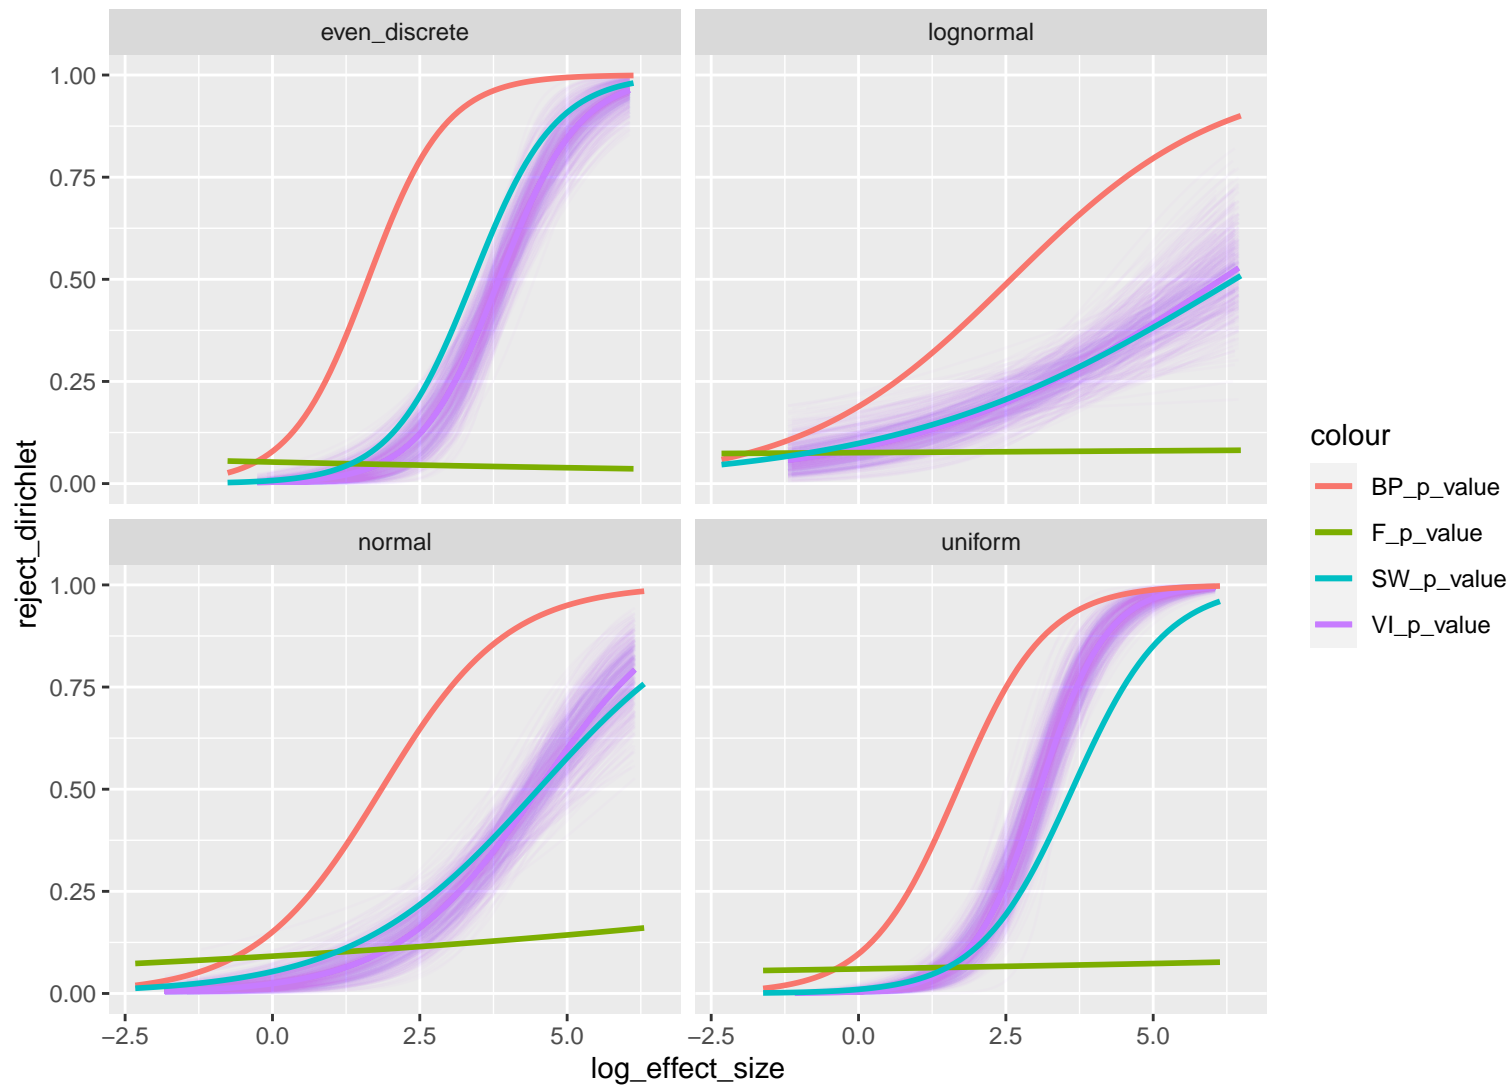 even_discrete
lognormal
1.00
0.75
0.50
0.25
0.00
normal
uniform
1.00
0.75
0.50
0.25
0.00
−2.5
0.0
2.5
5.0
−2.5
0.0
2.5
5.0
log_effect_size
reject_dirichlet
colour
BP_p_value
F_p_value
SW_p_value
VI_p_value